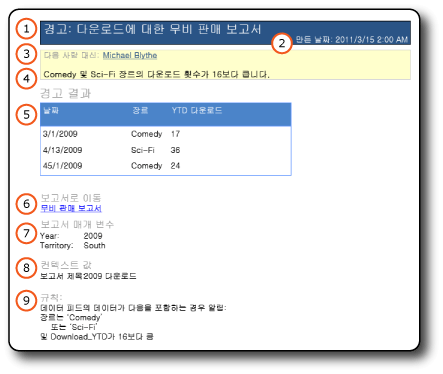 1
경고: 다운로드에 대한 무비 판매 보고서
2
만든 날짜: 2011/3/15 2:00 AM
3
다음 사항 대신: Michael Blythe
4
Comedy 및 Sci-Fi 장르의 다운로드 횟수가 16보다 큽니다.
경고 결과
5
날짜 장르 YTD 다운로드
3/1/2009 Comedy 17
4/13/2009 Sci-Fi 36
45/1/2009 Comedy 24
6
보고서로 이동
무비 판매 보고서
7
보고서 매개 변수
Year: 2009
Territory: South
8
컨텍스트 값
보고서 제목2009 다운로드
9
규칙:
데이터 피드의 데이터가 다음을 포함하는 경우 알림:
장르는 'Comedy'
또는 'Sci-Fi'
및 Download_YTD가 16보다 큼